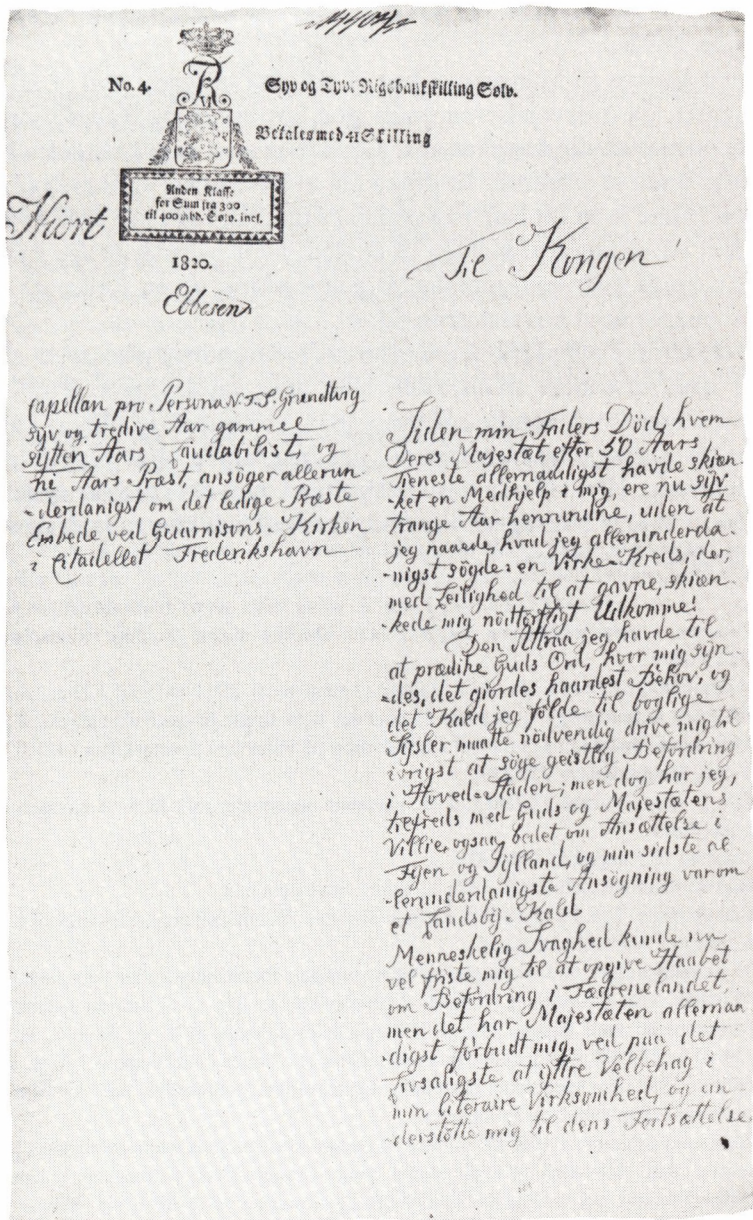 No. 4.
Syv og Tyve Rigsbankskilling Sølv.
Betales med 41 Skilling
Anden Klasse
for Sum fra 300
til 400 Rbd. Sølv. incl.
Hiort
1820.
Ebbesen
Til Kongen!
Capellan pro Persona N.F.S. Grundtvig
syv og tredive Aar gammel
sytten Aars Laudabilist, og
ni Aars Præst, ansøger allerun
-derdanigst om det ledige Præste
Embede ved Guarnisons-Kirken
i Citadellet Frederikshavn
Siden min Faders Død, hvem
Deres Majestæt, efter 50 Aars
Tieneste allernaadigst havde skien
ket en Medhjelp i mig, ere nu syv
trange Aar henrundne, uden at
jeg naaede, hvad jeg allerunderda
-nigst søgde: en Virke-Kreds, der,
med Leilighed til at gavne, skien
-kede mig nøittørftigt Udkomme!
Den Attraa jeg havde til
at prædike Guds Ord, hvor mig syn
-des, det giordes haardest Behov, og
det Kald jeg følde til boglige
Sysler maatte nødvendig drive mig til
ivrigst at søge geistlig Befordring
i Hoved-Staden; men dog har jeg,
tilfreds med Guds og Majestætens
Villie, ogsaa bedet om Ansættelse i
Fyen og Jylland, og min sidste al
-lerunderdanigste Ansøgning var om
et Landsby-Kald
Menneskelig Svaghed kunde nu
vel friste mig til at opgive Haabet
om Befordring i Fædrenelandet,
men det har Majestæten allernaa
-digst forbudt mig, ved paa det
livsaligste at yttre Velbehag i
min literaire Virksomhed, og un
-derstøtte mig til dens Fortsættelse